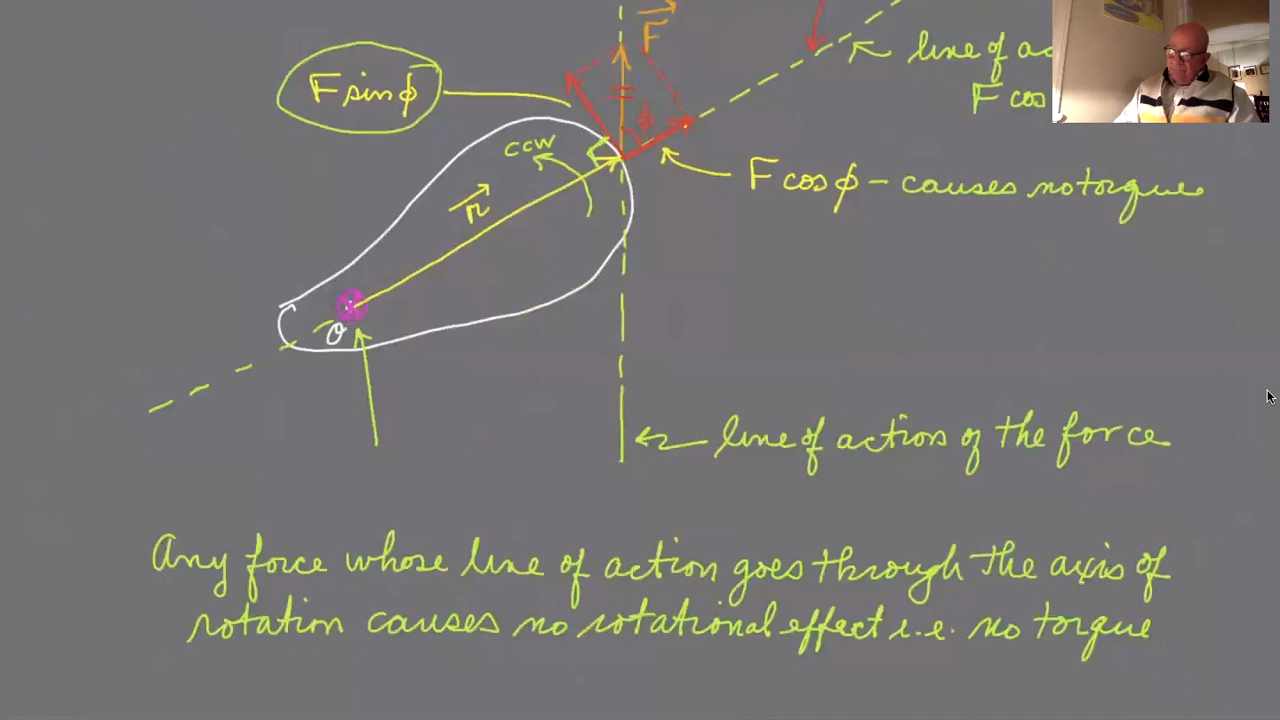 F
F sin φ
line of ac
F cos
φ
ccw
F cos φ – causes no torque
r
O
line of action of the force
Any force whose line of action goes through the axis of
rotation causes no rotational effect i.e. no torque